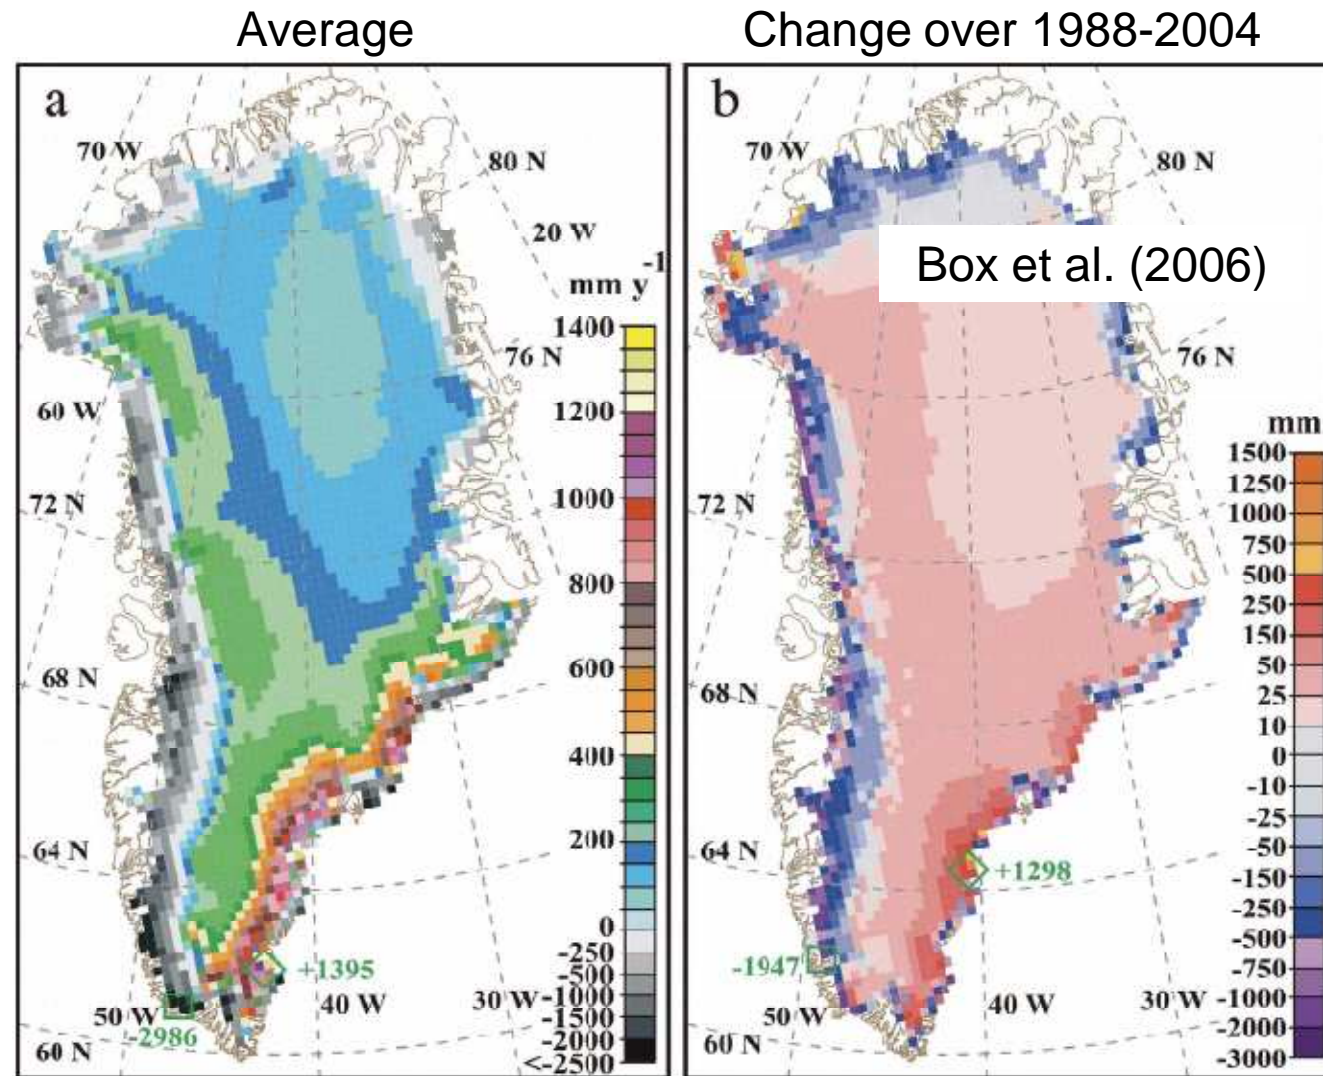 Average
Change over 1988-2004
a
70 W
80 N
20 W
mm y-1
1400
76 N
60 W
1200
1000
72 N
800
600
68 N
400
200
64 N
0
-250
-500
+1395
-1000
40 W
30 W
-1500
50 W
-2000
-2986
<-2500
60 N
b
70 W
80 N
Box et al. (2006)
76 N
mm
1500
1250
1000
72 N
750
500
250
150
50
68 N
25
10
0
-10
-25
64 N
-50
+1298
-150
-250
-500
-1947
-750
40 W
30 W
-1000
50 W
-2000
60 N
-3000